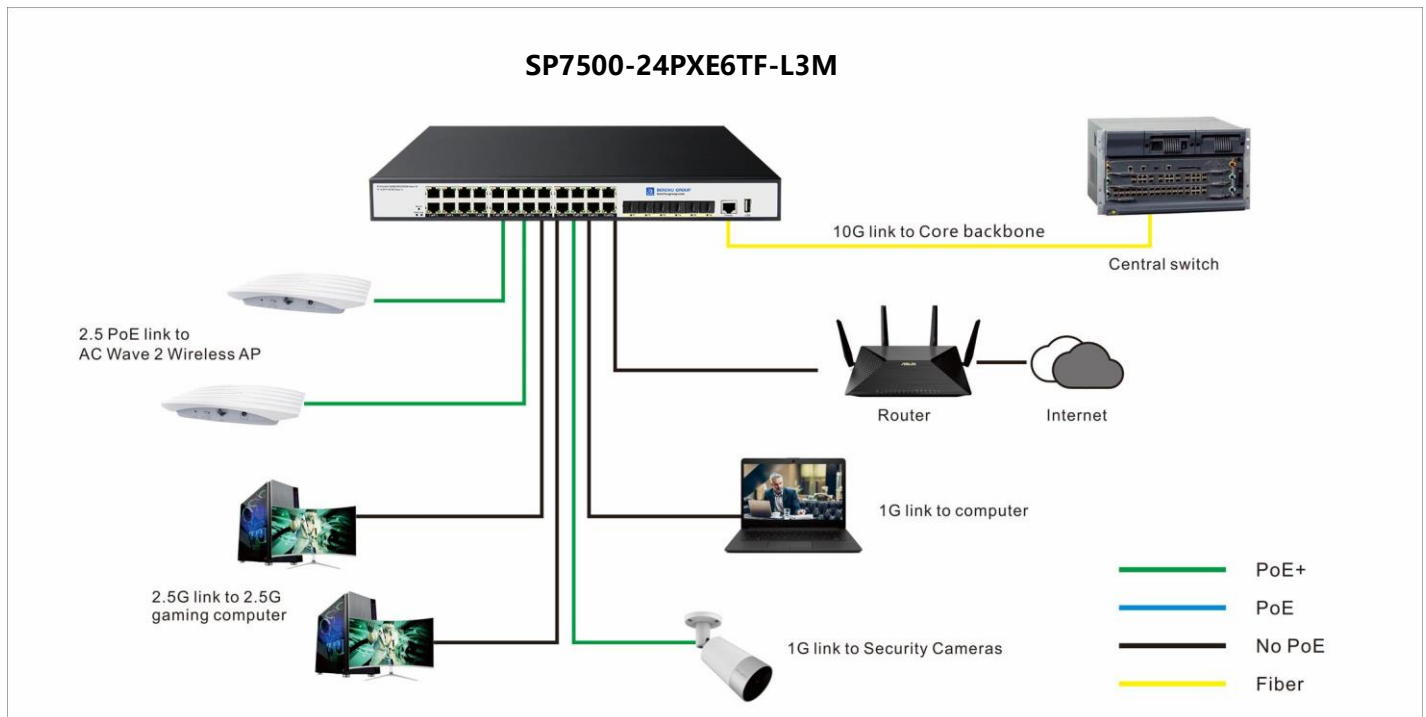 SP7500-24PXE6TF-L3M
BENCHU GROUP
10G link to Core backbone
Central switch
2.5 PoE link to
AC Wave 2 Wireless AP
Router
Internet
1G link to computer
2.5G link to 2.5G
gaming computer
1G link to Security Cameras
PoE+
PoE
No PoE
Fiber